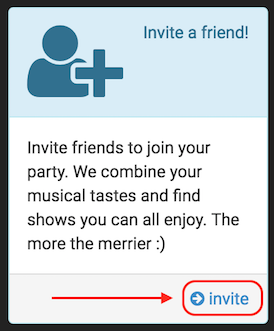 Invite a friend!
Invite friends to join your
party. We combine your
musical tastes and find
shows you can all enjoy. The
more the merrier :)
invite